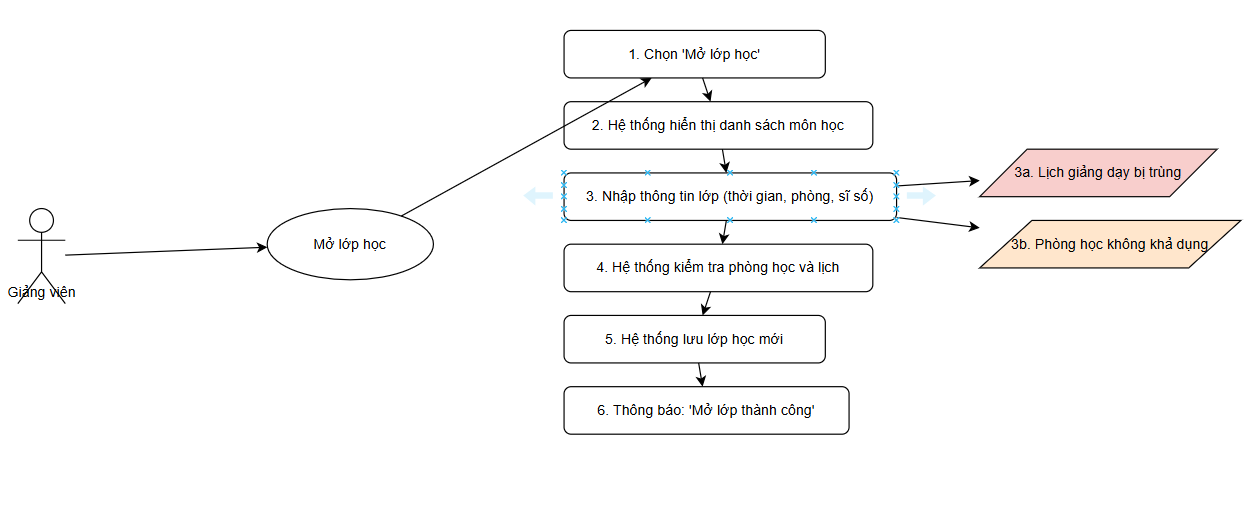 1. Chọn 'Mở lớp học'
2. Hệ thống hiển thị danh sách môn học
3. Nhập thông tin lớp (thời gian, phòng, sĩ số)
3a. Lịch giảng dạy bị trùng
Mở lớp học
3b. Phòng học không khả dụng
4. Hệ thống kiểm tra phòng học và lịch
Giảng viên
5. Hệ thống lưu lớp học mới
6. Thông báo: 'Mở lớp thành công'